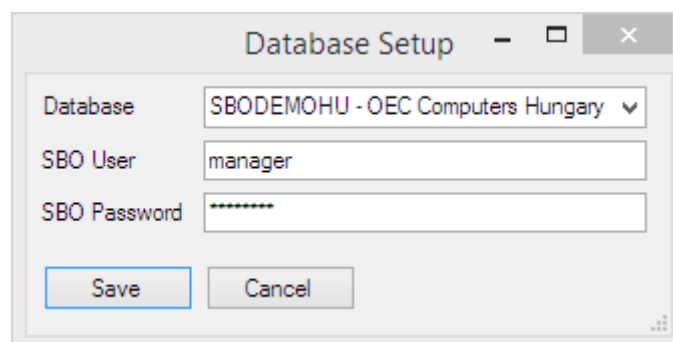 Database Setup
Database SBODEMOHU - OEC Computers Hungary
SBO User manager
SBO Password ********
Save Cancel